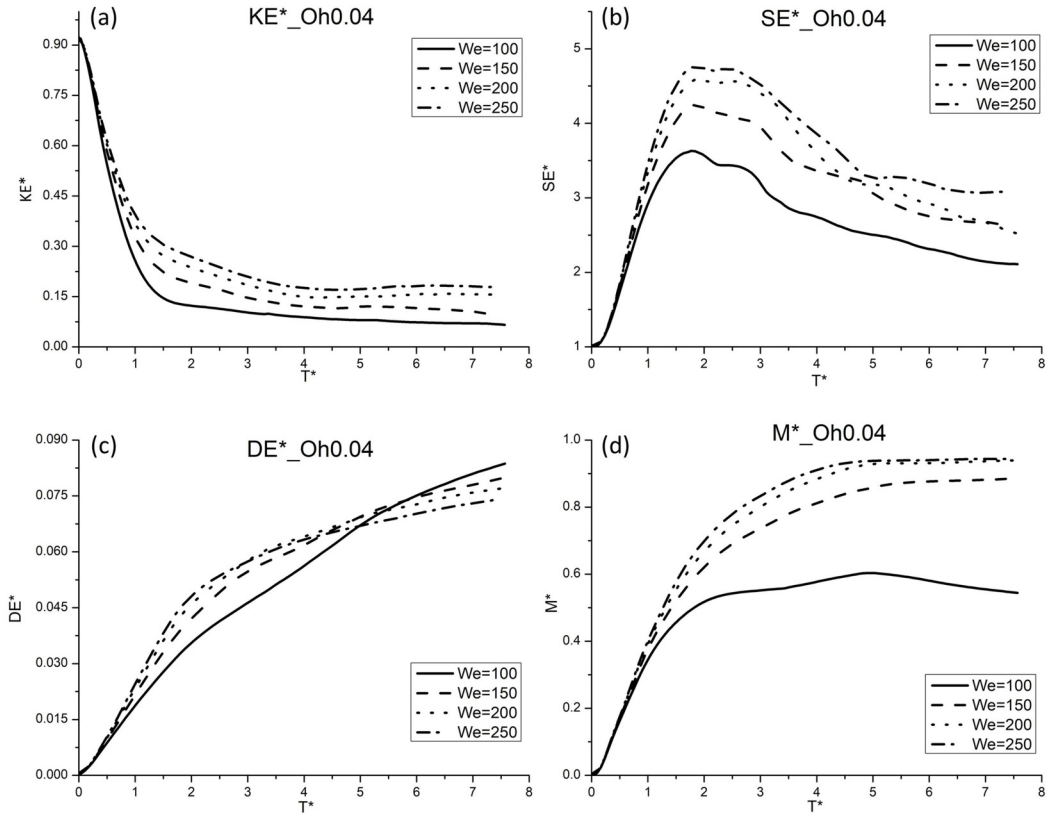 (a)
KE*_Oh0.04
We=100
We=150
We=200
We=250
0.90
0.75
0.60
0.45
0.30
0.15
0.00
KE*
0 1 2 3 4 5 6 7 8
T*
(b)
SE*_Oh0.04
We=100
We=150
We=200
We=250
5
4
3
2
1
SE*
0 1 2 3 4 5 6 7 8
T*
(c)
DE*_Oh0.04
0.090
0.075
0.060
0.045
0.030
0.015
0.000
DE*
We=100
We=150
We=200
We=250
0 1 2 3 4 5 6 7 8
T*
(d)
M*_Oh0.04
1.0
0.8
0.6
0.4
0.2
0.0
M*
We=100
We=150
We=200
We=250
0 1 2 3 4 5 6 7 8
T*